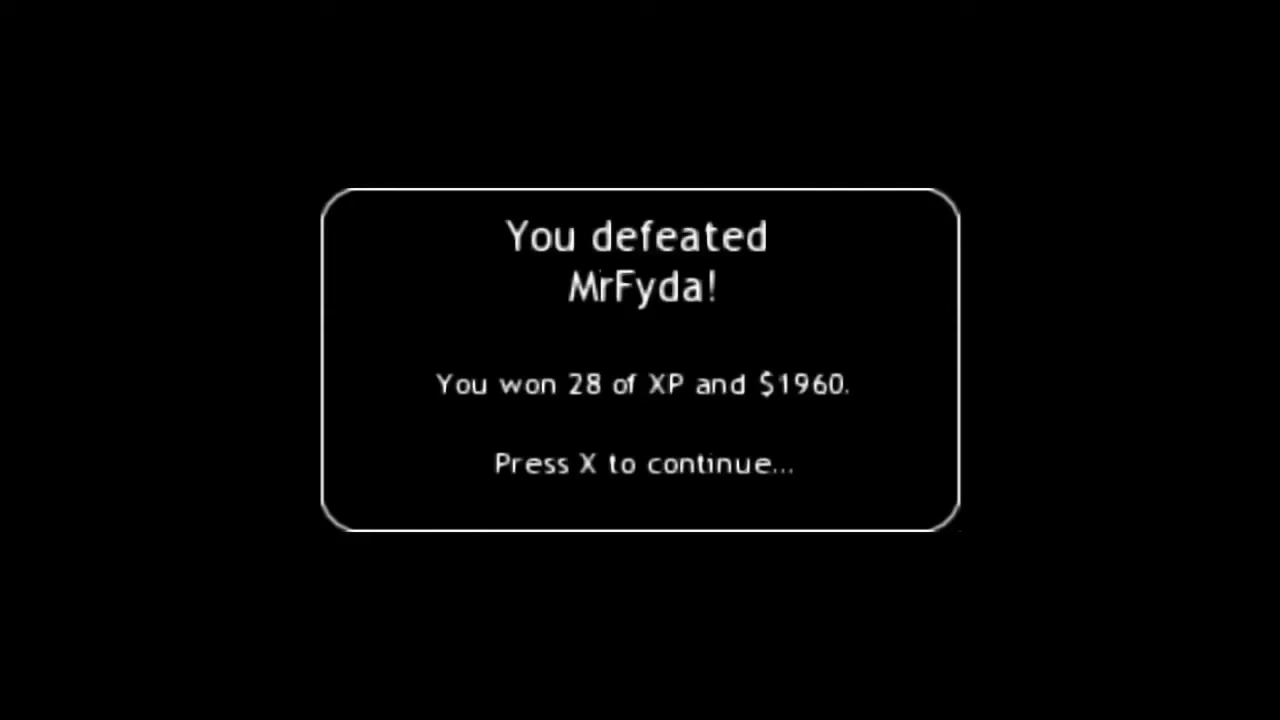 You defeated
MrFyda!
You won 28 of XP and $1960.
Press X to continue...